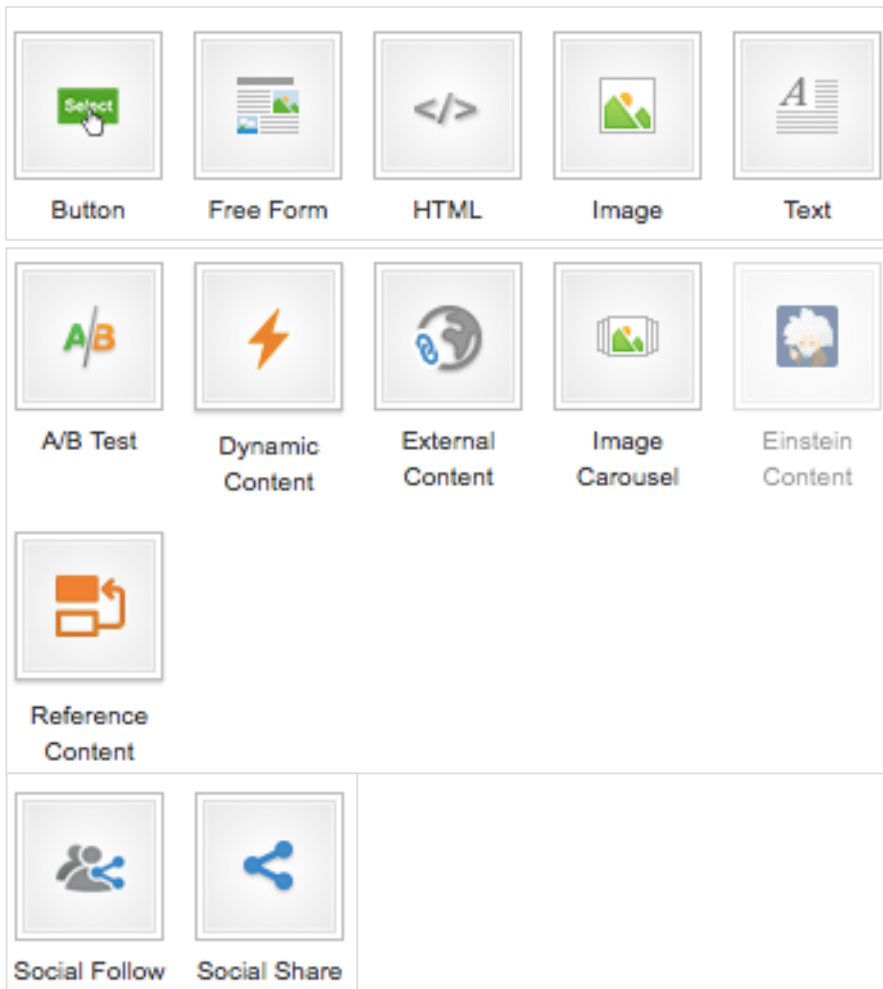 Select
</>
A
Button Free Form HTML Image Text
A/B
A/B Test Dynamic Content External Content Image Carousel Einstein Content
Reference Content
Social Follow Social Share